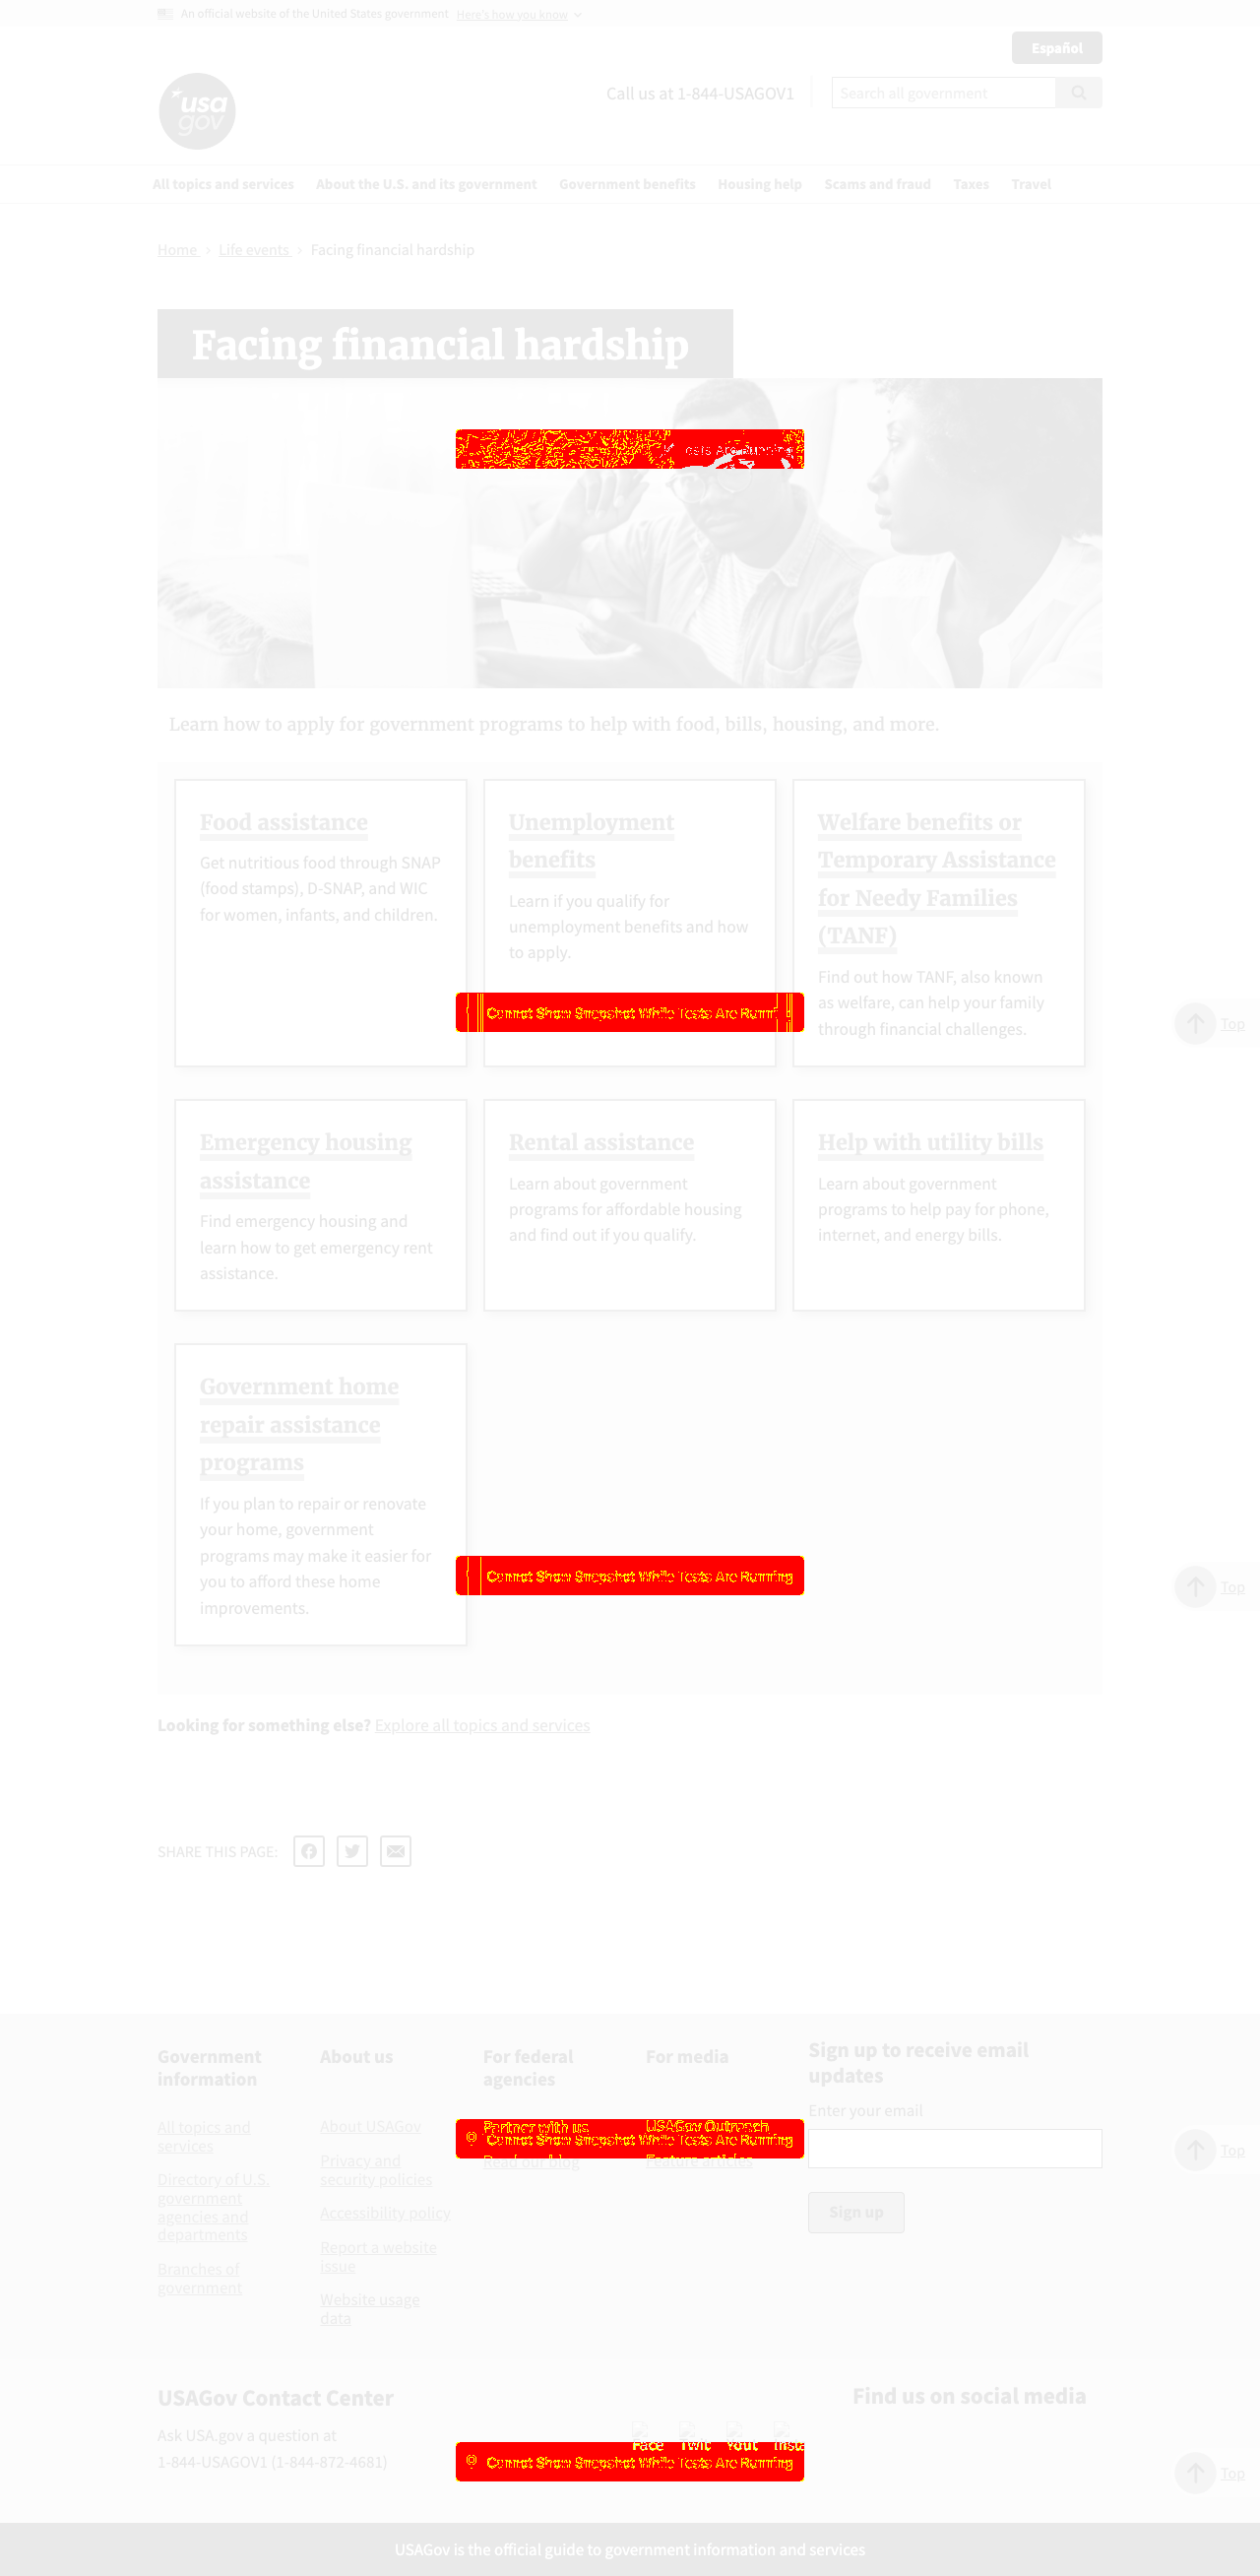 An official website of the United States government Here's how you know
Español
usa
gov
Call us at 1-844-USAGOV1
Search all government
All topics and services About the U.S. and its government Government benefits Housing help Scams and fraud Taxes Travel
Home › Life events › Facing financial hardship
Facing financial hardship
Tests Are Running
Learn how to apply for government programs to help with food, bills, housing, and more.
Food assistance
Get nutritious food through SNAP
(food stamps), D-SNAP, and WIC
for women, infants, and children.
Unemployment
benefits
Learn if you qualify for
unemployment benefits and how
to apply.
Welfare benefits or
Temporary Assistance
for Needy Families
(TANF)
Find out how TANF, also known
as welfare, can help your family
through financial challenges.
Cannot Show Snapshot While Tests Are Running
Top
Emergency housing
assistance
Find emergency housing and
learn how to get emergency rent
assistance.
Rental assistance
Learn about government
programs for affordable housing
and find out if you qualify.
Help with utility bills
Learn about government
programs to help pay for phone,
internet, and energy bills.
Government home
repair assistance
programs
If you plan to repair or renovate
your home, government
programs may make it easier for
you to afford these home
improvements.
Cannot Show Snapshot While Tests Are Running
Top
Looking for something else? Explore all topics and services
SHARE THIS PAGE:
Government
information
All topics and
services
Directory of U.S.
government
agencies and
departments
Branches of
government
About us
About USAGov
Privacy and
security policies
Accessibility policy
Report a website
issue
Website usage
data
For federal
agencies
Partner with us
Read our blog
For media
USAGov Outreach
Feature articles
Cannot Show Snapshot While Tests Are Running
Sign up to receive email
updates
Enter your email
Sign up
Top
USAGov Contact Center
Ask USA.gov a question at
1-844-USAGOV1 (1-844-872-4681)
Find us on social media
Face Twit Yout Insta
Cannot Show Snapshot While Tests Are Running
Top
USAGov is the official guide to government information and services